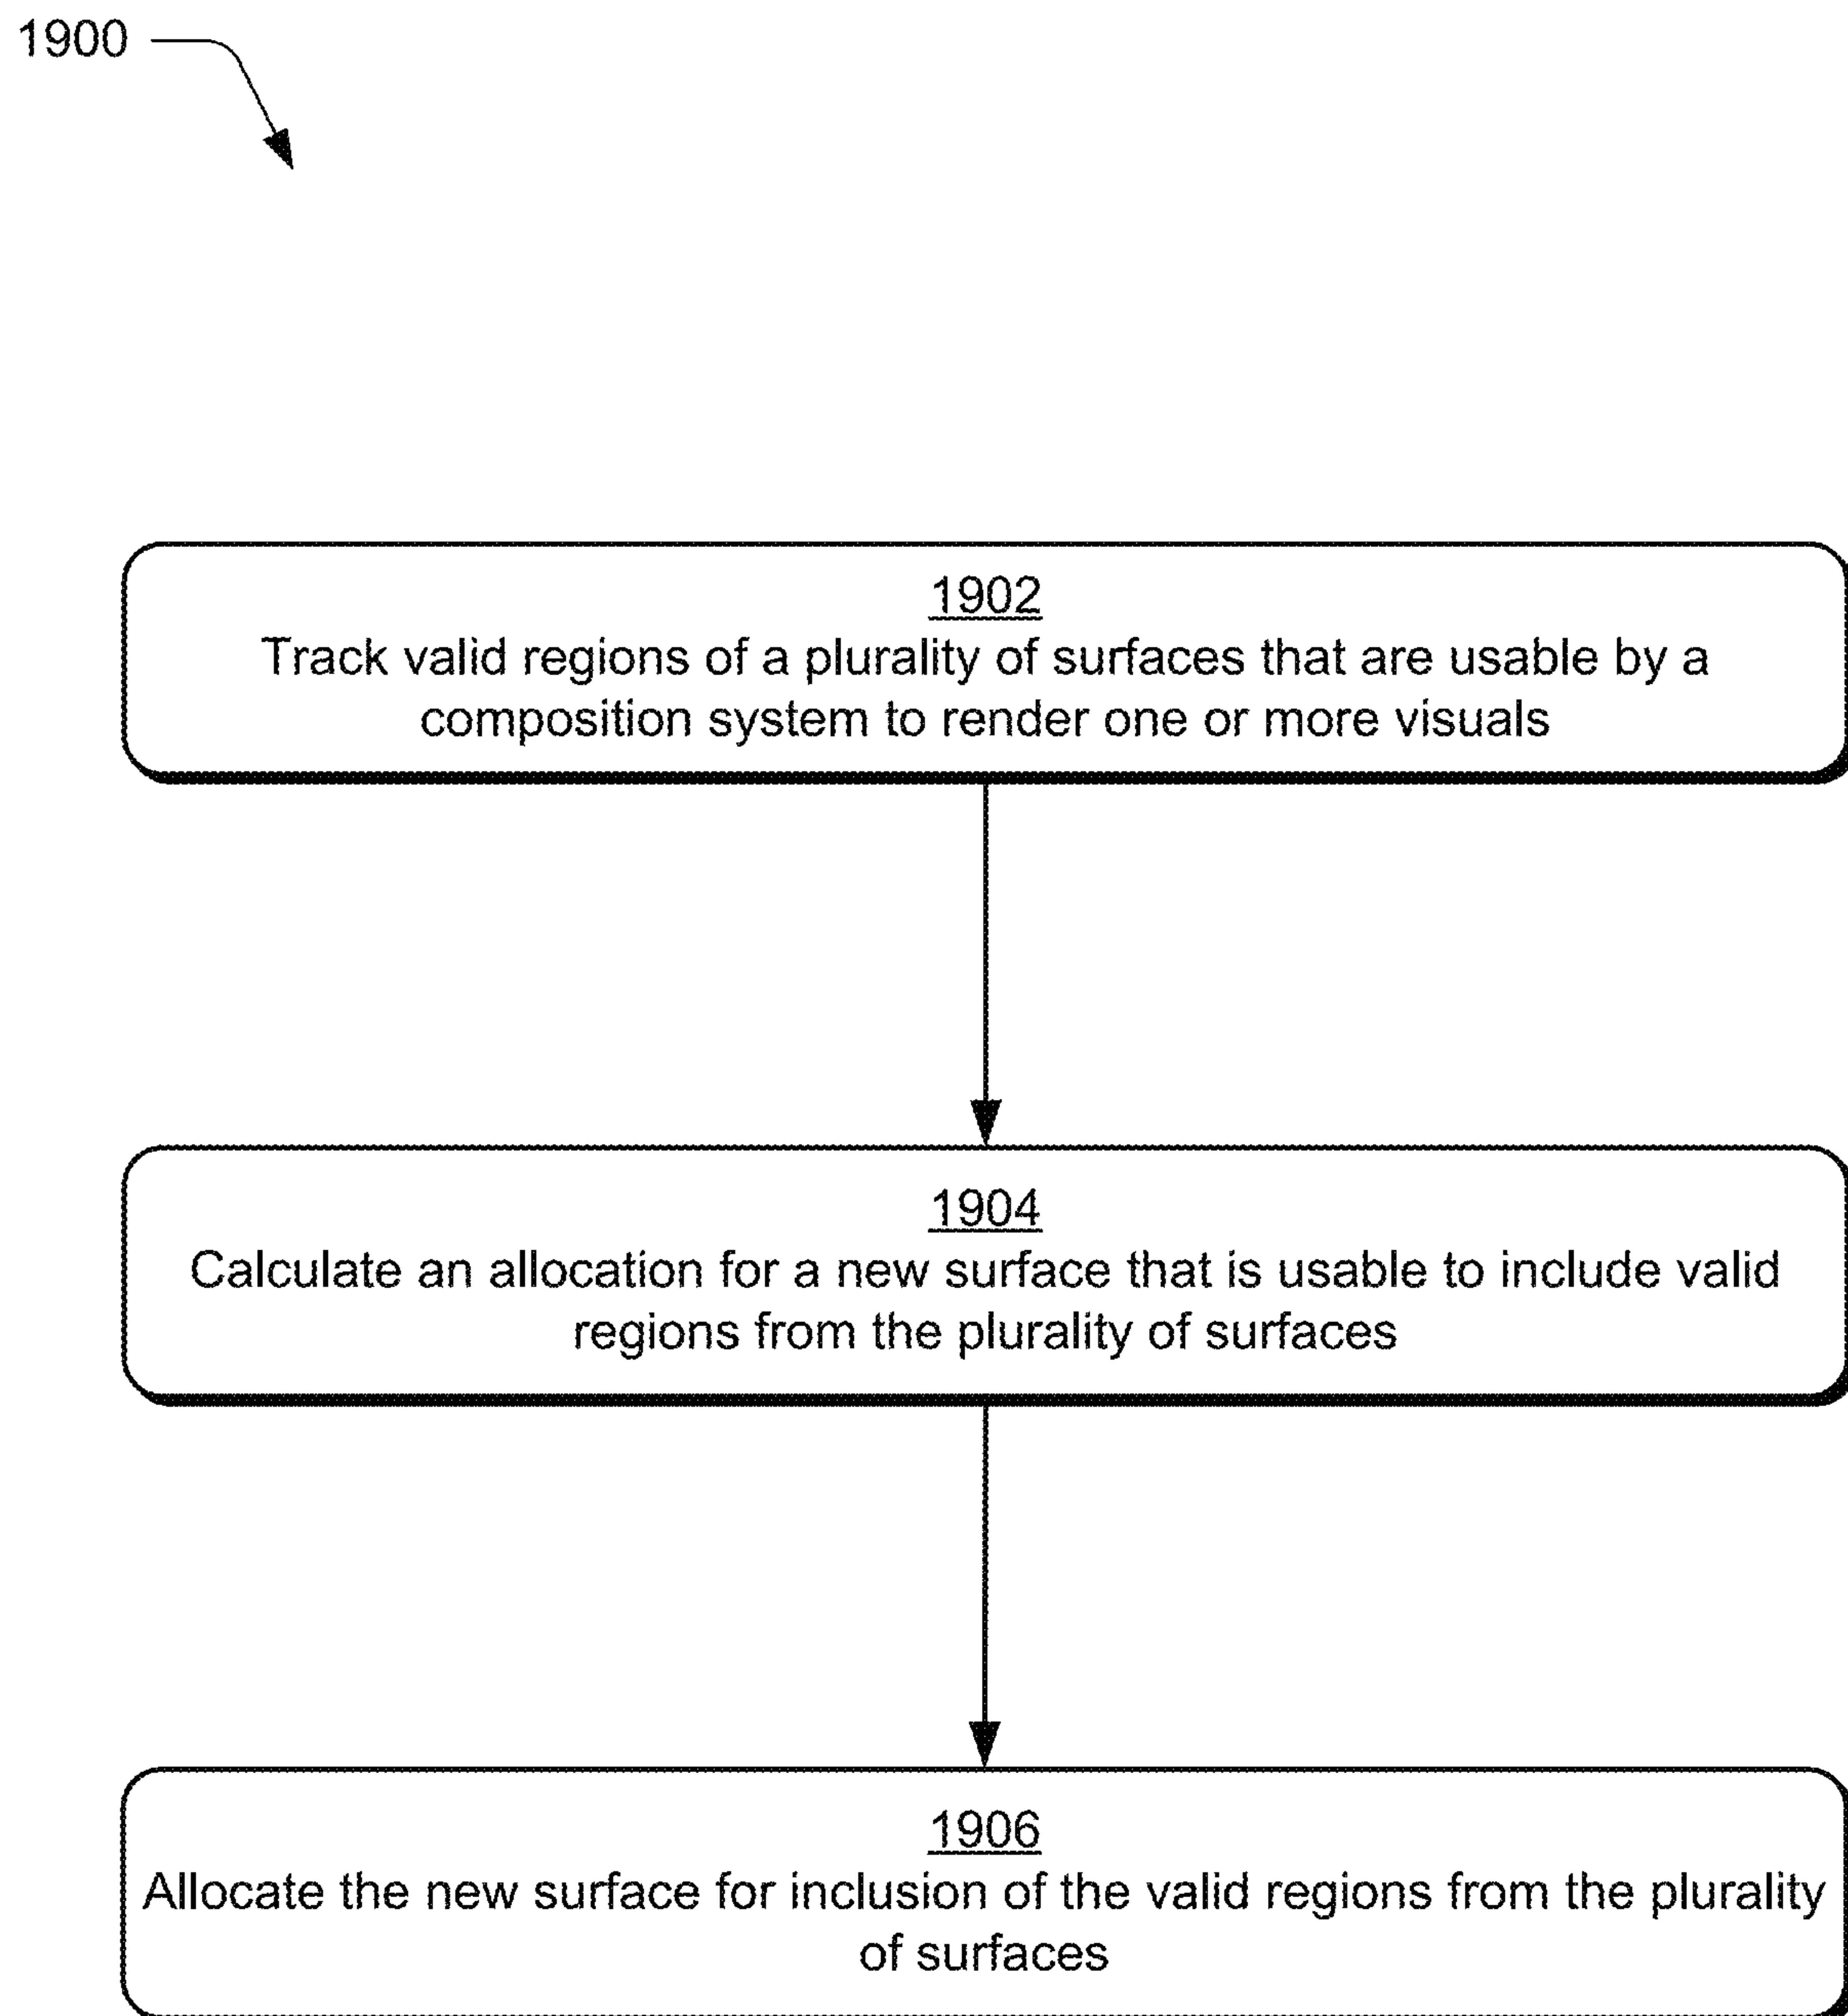 1900
1902
Track valid regions of a plurality of surfaces that are usable by a
composition system to render one or more visuals
1904
Calculate an allocation for a new surface that is usable to include valid
regions from the plurality of surfaces
1906
Allocate the new surface for inclusion of the valid regions from the plurality
of surfaces